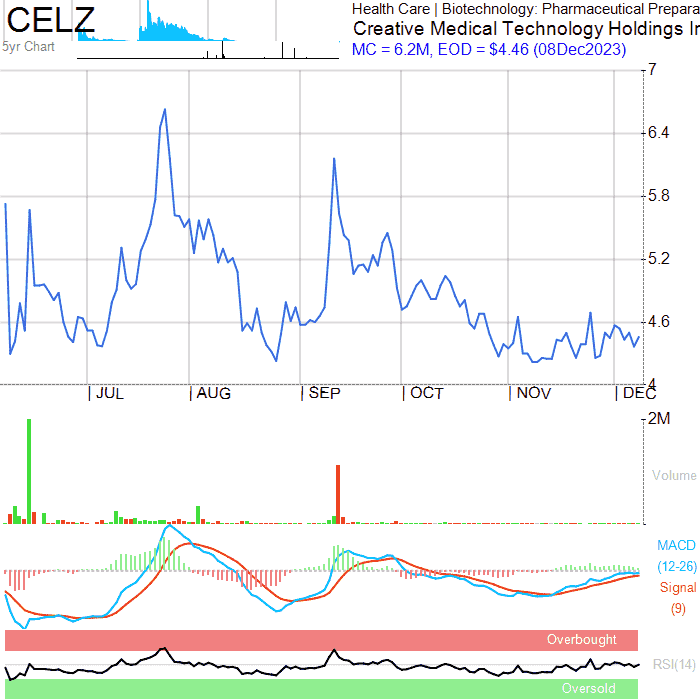 CELZ
5yr Chart
Health Care | Biotechnology: Pharmaceutical Prepara
Creative Medical Technology Holdings In
MC = 6.2M, EOD = $4.46 (08Dec2023)
7
6.4
5.8
5.2
4.6
4
JUL AUG SEP OCT NOV DEC
2M
Volume
MACD
(12-26)
Signal
(9)
Overbought
RSI(14)
Oversold